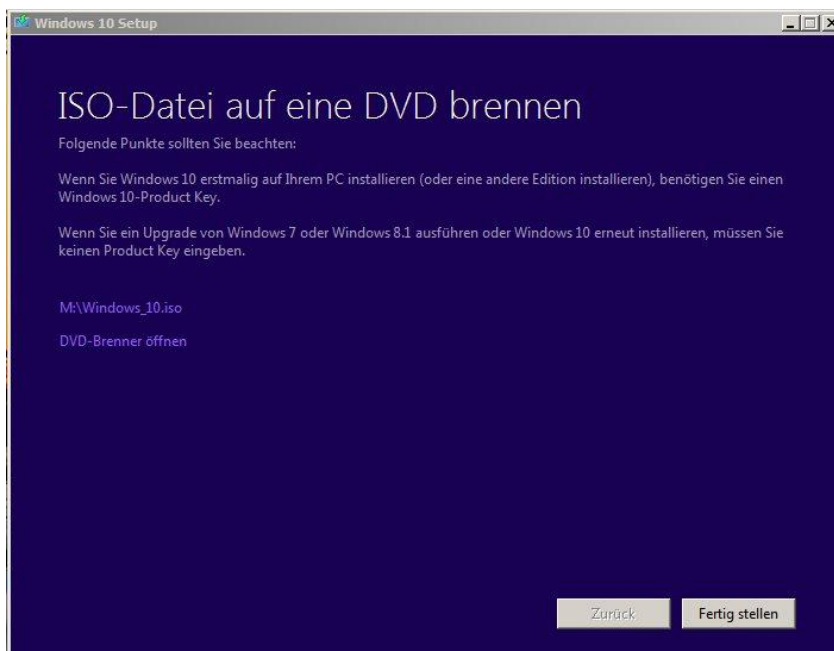 Windows 10 Setup
ISO-Datei auf eine DVD brennen
Folgende Punkte sollten Sie beachten:
Wenn Sie Windows 10 erstmalig auf Ihrem PC installieren (oder eine andere Edition installieren), benötigen Sie einen
Windows 10-Product Key.
Wenn Sie ein Upgrade von Windows 7 oder Windows 8.1 ausführen oder Windows 10 erneut installieren, müssen Sie
keinen Product Key eingeben.
M:\Windows_10.iso
DVD-Brenner öffnen
Zurück
Fertig stellen